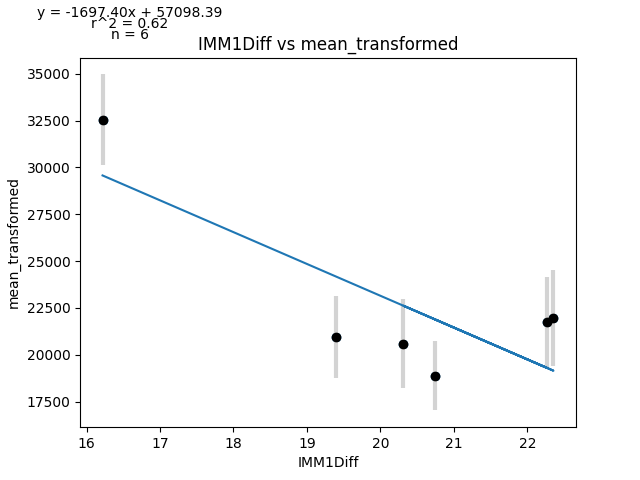 y = -1697.40x + 57098.39
r^2 = 0.62
n = 6
IMM1Diff vs mean_transformed
mean_transformed
35000
32500
30000
27500
25000
22500
20000
17500
16 17 18 19 20 21 22
IMM1Diff